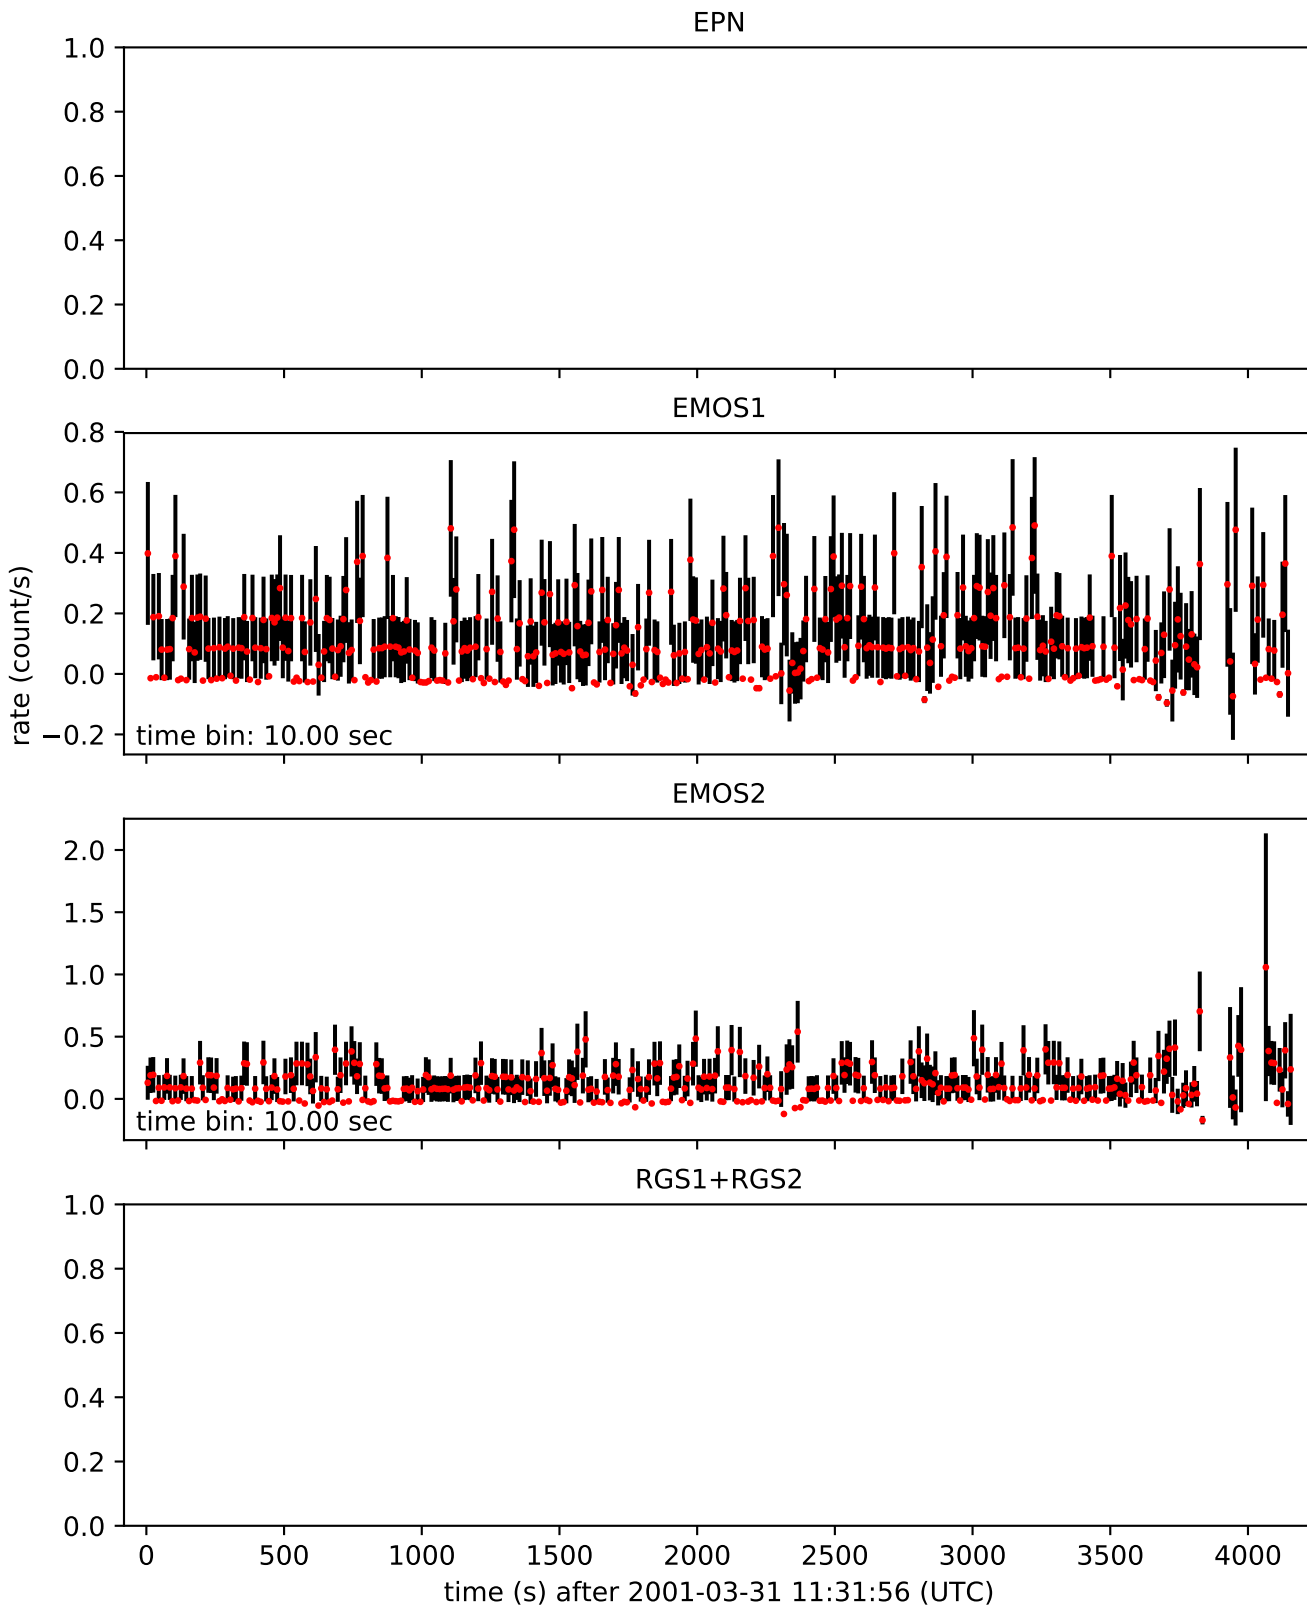 EPN
1.0
0.8
0.6
0.4
0.2
0.0
EMOS1
0.8
0.6
0.4
0.2
0.0
−0.2
rate (count/s)
time bin: 10.00 sec
EMOS2
2.0
1.5
1.0
0.5
0.0
time bin: 10.00 sec
RGS1+RGS2
1.0
0.8
0.6
0.4
0.2
0.0
0 500 1000 1500 2000 2500 3000 3500 4000
time (s) after 2001-03-31 11:31:56 (UTC)